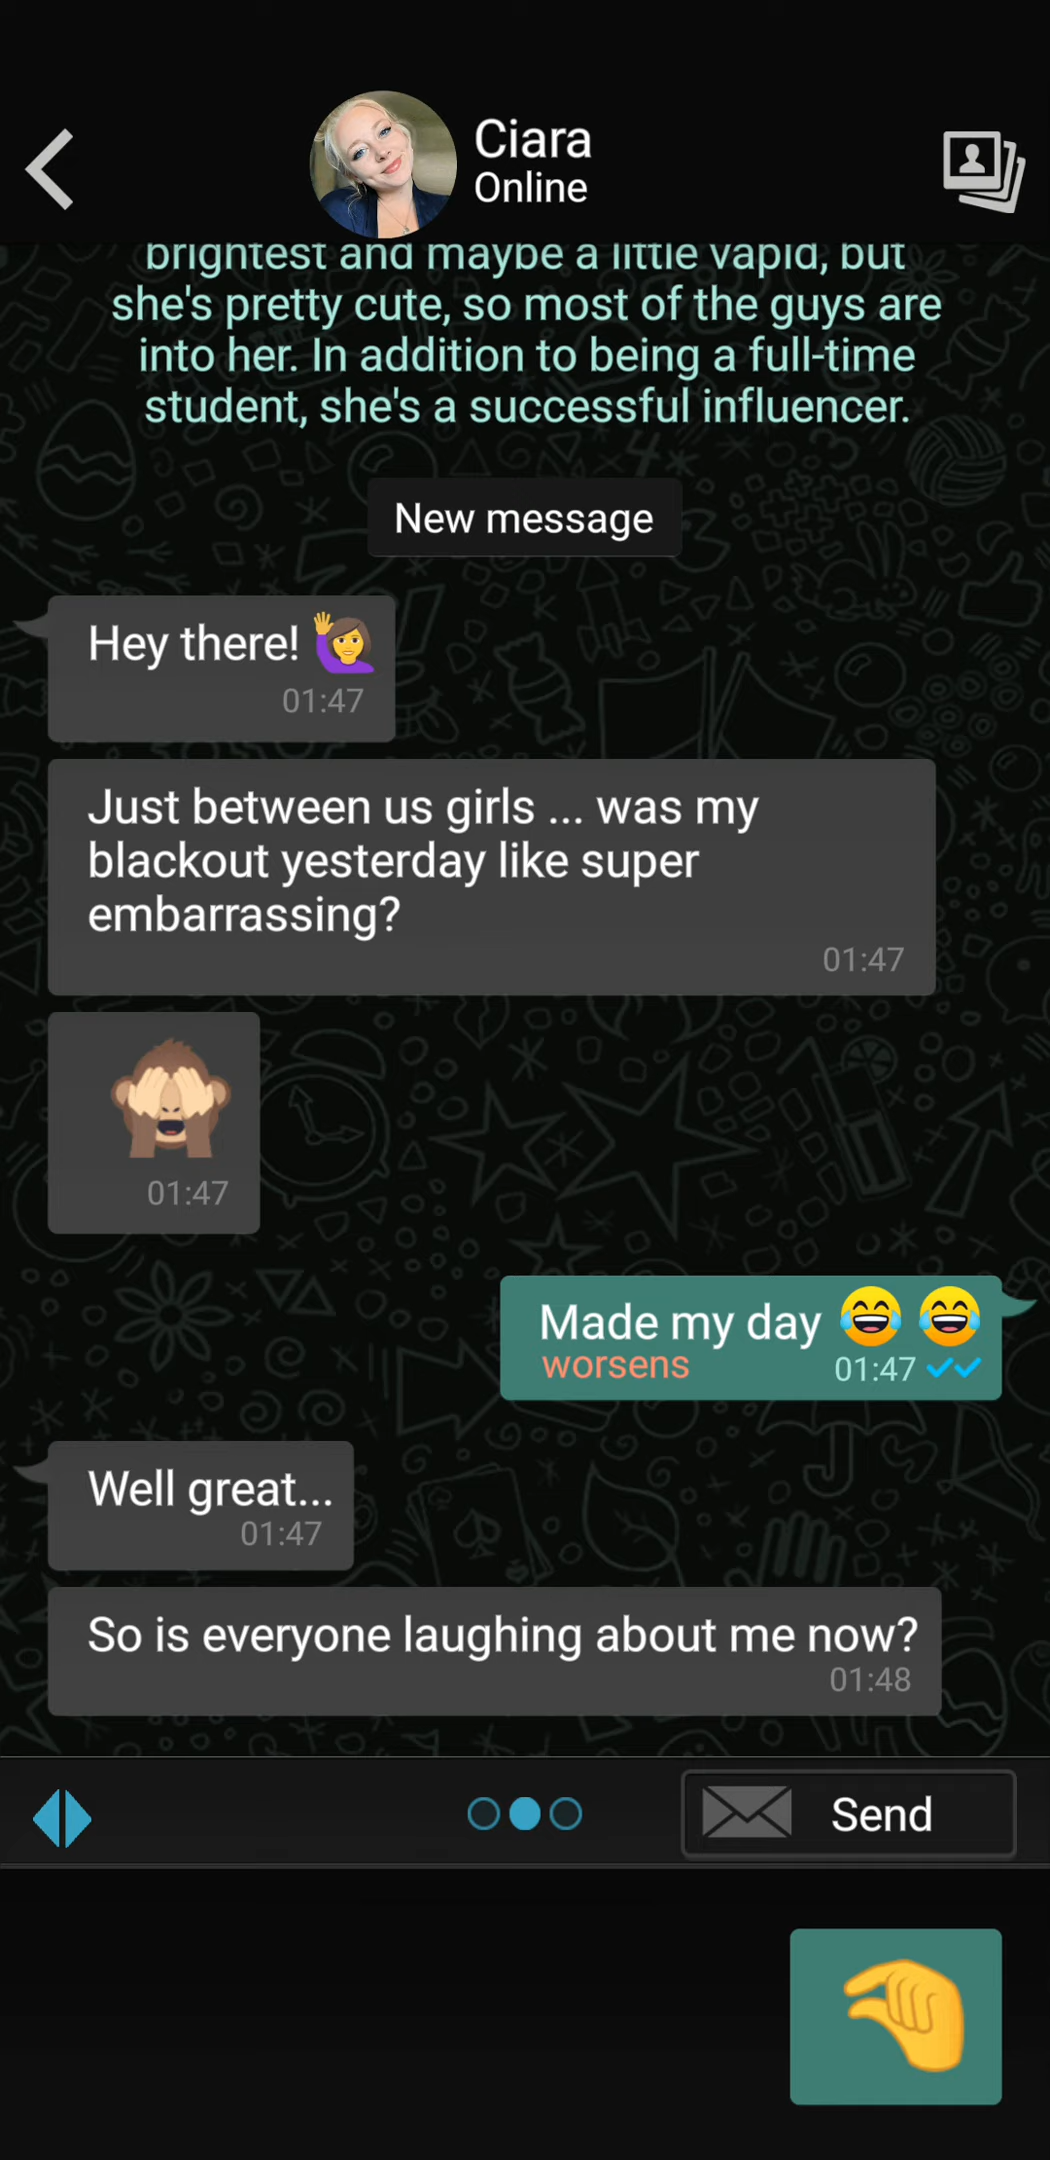 Ciara
Online
brightest and maybe a little vapid, but
she's pretty cute, so most of the guys are
into her. In addition to being a full-time
student, she's a successful influencer.
New message
Hey there! 🙋‍♀️
01:47
Just between us girls ... was my
blackout yesterday like super
embarrassing?
01:47
🙈
01:47
Made my day 😂 😂
worsens 01:47
Well great...
01:47
So is everyone laughing about me now?
01:48
Send
🤏